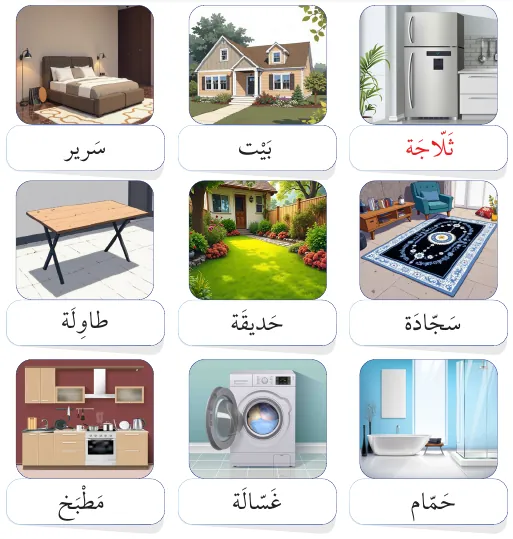 ثَلّاجَة
بَيْت
سَرير
سَجّادَة
حَديقَة
طاوِلَة
حَمّام
غَسّالَة
مَطْبَخ